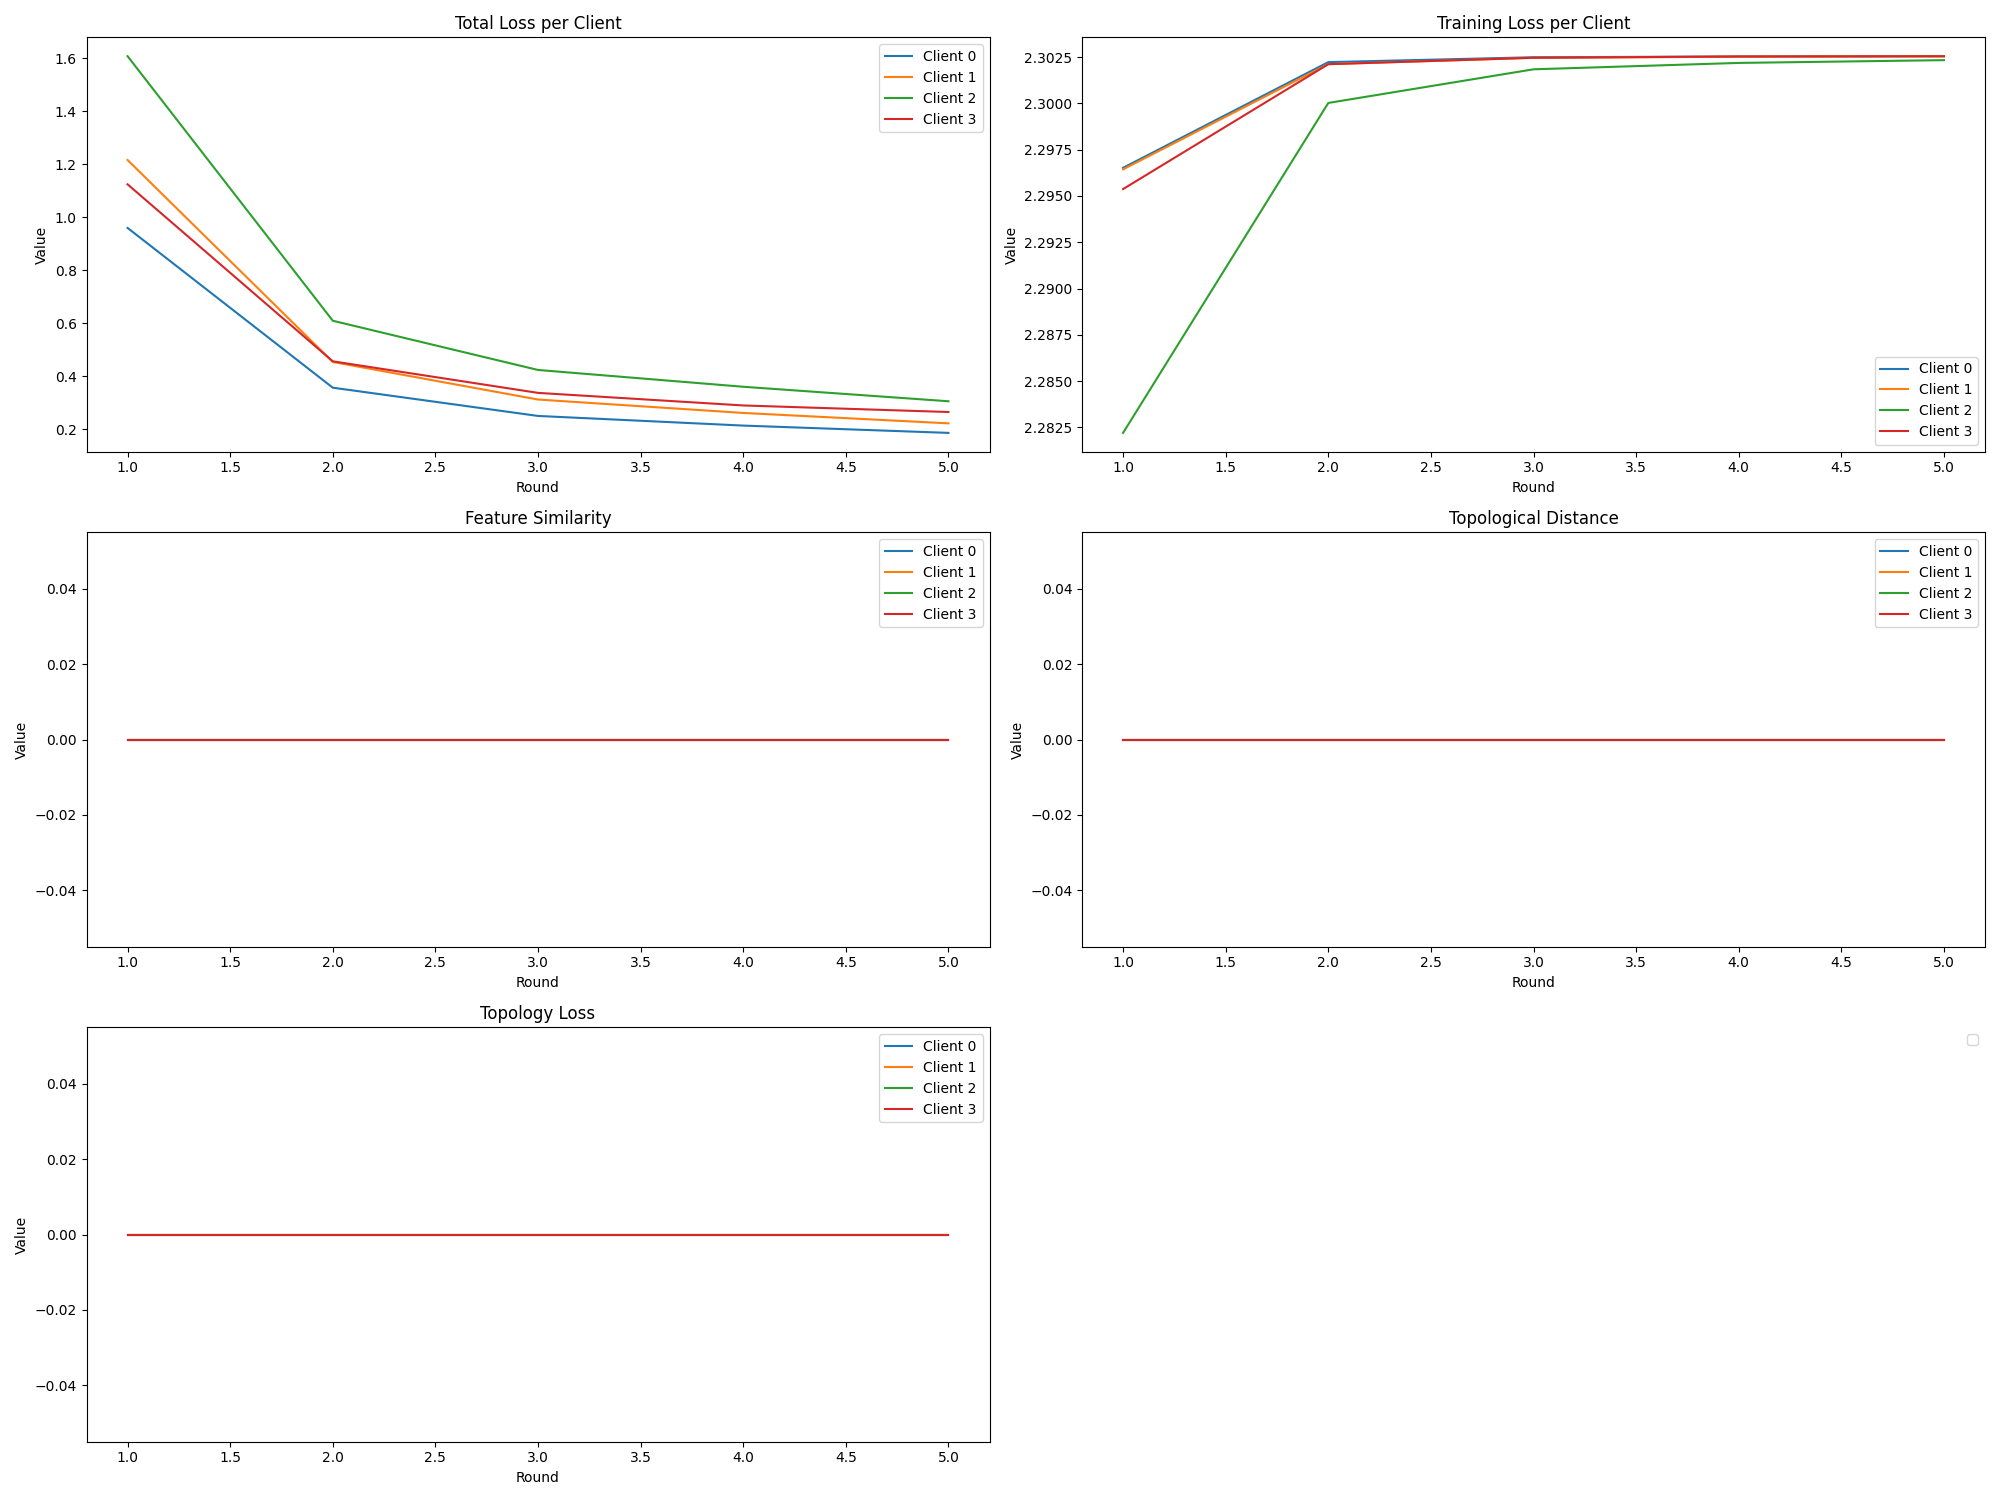 Total Loss per Client
Value
1.6
1.4
1.2
1.0
0.8
0.6
0.4
0.2
Client 0
Client 1
Client 2
Client 3
1.0 1.5 2.0 2.5 3.0 3.5 4.0 4.5 5.0
Round
Training Loss per Client
Value
2.3025
2.3000
2.2975
2.2950
2.2925
2.2900
2.2875
2.2850
2.2825
Client 0
Client 1
Client 2
Client 3
1.0 1.5 2.0 2.5 3.0 3.5 4.0 4.5 5.0
Round
Feature Similarity
Value
0.04
0.02
0.00
−0.02
−0.04
Client 0
Client 1
Client 2
Client 3
1.0 1.5 2.0 2.5 3.0 3.5 4.0 4.5 5.0
Round
Topological Distance
Value
0.04
0.02
0.00
−0.02
−0.04
Client 0
Client 1
Client 2
Client 3
1.0 1.5 2.0 2.5 3.0 3.5 4.0 4.5 5.0
Round
Topology Loss
Value
0.04
0.02
0.00
−0.02
−0.04
Client 0
Client 1
Client 2
Client 3
1.0 1.5 2.0 2.5 3.0 3.5 4.0 4.5 5.0
Round